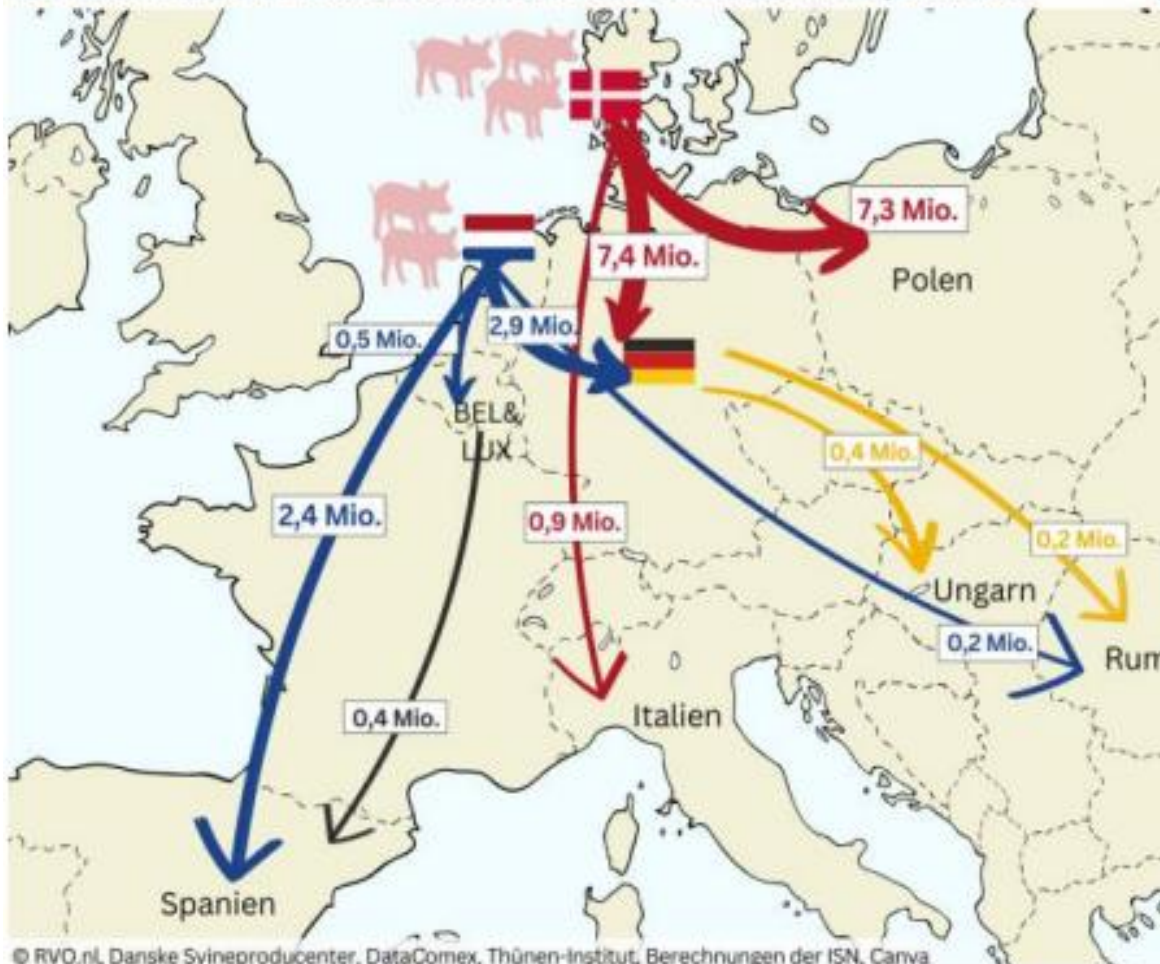 7,3 Mio.
7,4 Mio.
Polen
0,5 Mio.
2,9 Mio.
BEL&
LUX
0,4 Mio.
2,4 Mio.
0,9 Mio.
0,2 Mio.
Ungarn
0,2 Mio.
Rum
0,4 Mio.
Italien
Spanien
© RVO.nl, Danske Svineproducenter, DataComex, Thünen-Institut, Berechnungen der ISN, Canva